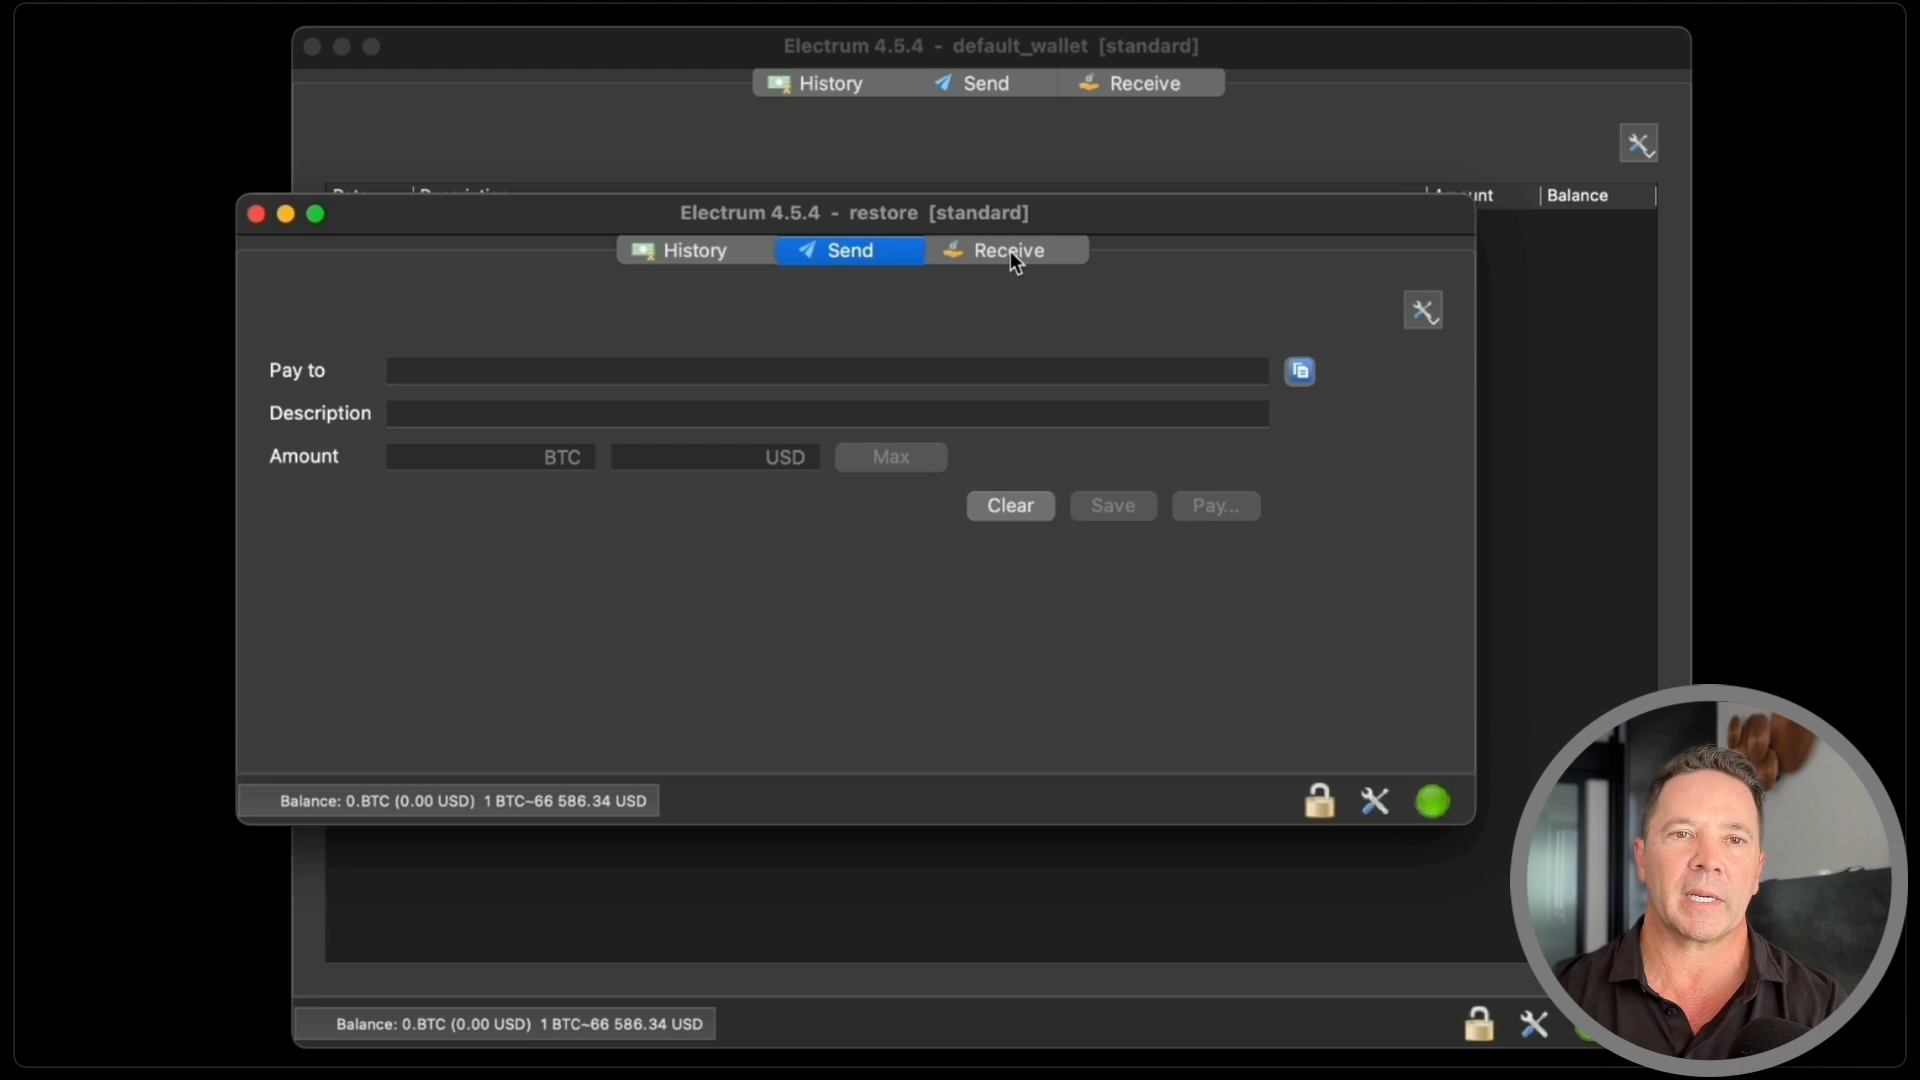 Electrum 4.5.4 - default_wallet [standard]
History Send Receive
Balance
Electrum 4.5.4 - restore [standard]
History Send Receive
Pay to
Description
Amount BTC USD Max
Clear Save Pay...
Balance: 0.BTC (0.00 USD) 1 BTC~66 586.34 USD
Balance: 0.BTC (0.00 USD) 1 BTC~66 586.34 USD